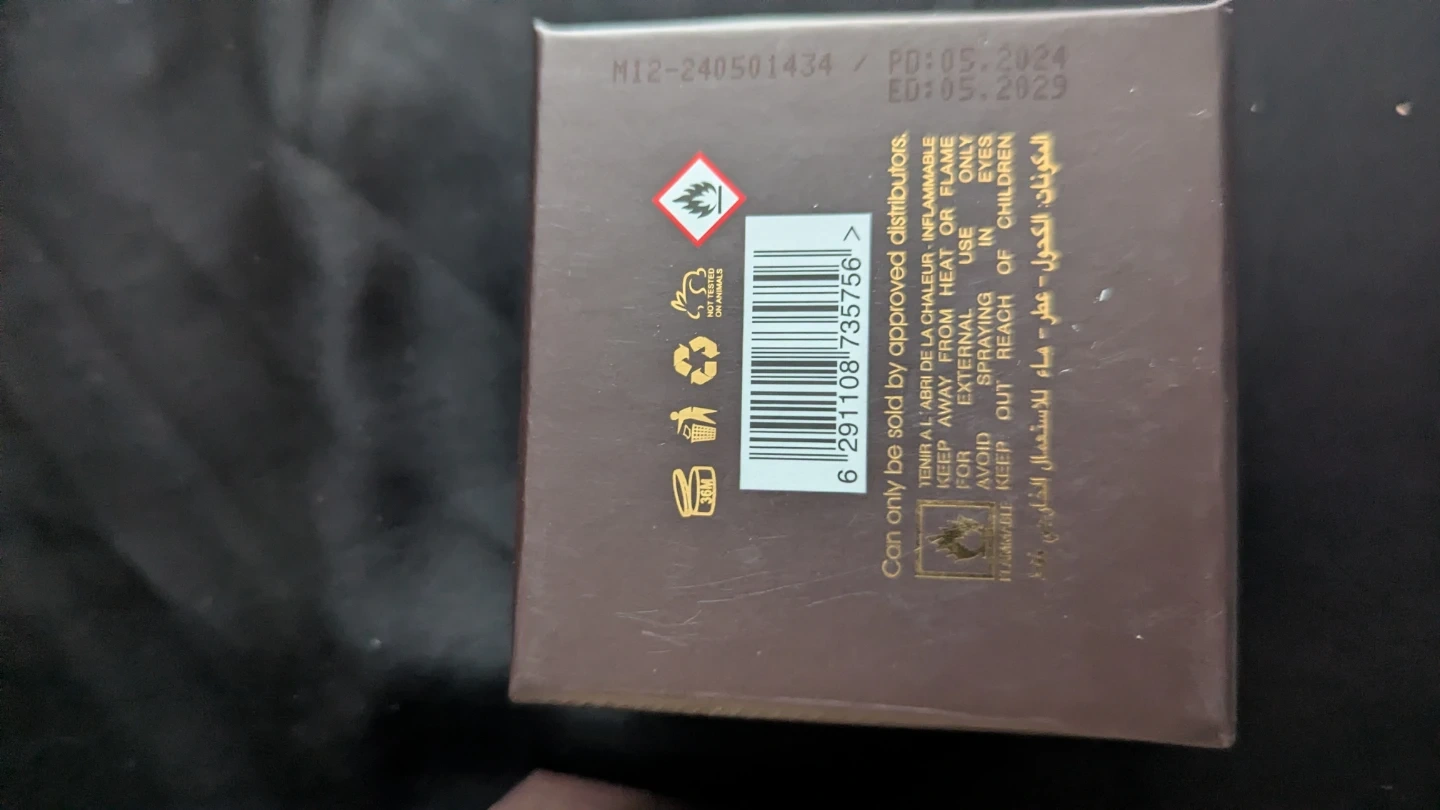 M12-240501434 / PD:05.2024
ED:05.2029
36M
NOT TESTED
ON ANIMALS
6 291108 735756 >
Can only be sold by approved distributors.
TENIR A L'ABRI DE LA CHALEUR - INFLAMMABLE
KEEP AWAY FROM HEAT OR FLAME
FOR EXTERNAL USE ONLY
AVOID SPRAYING IN EYES
KEEP OUT REACH OF CHILDREN
FLAMMABLE
المكونات: الكحول - عطر - ماء للاستعمال الخارجي